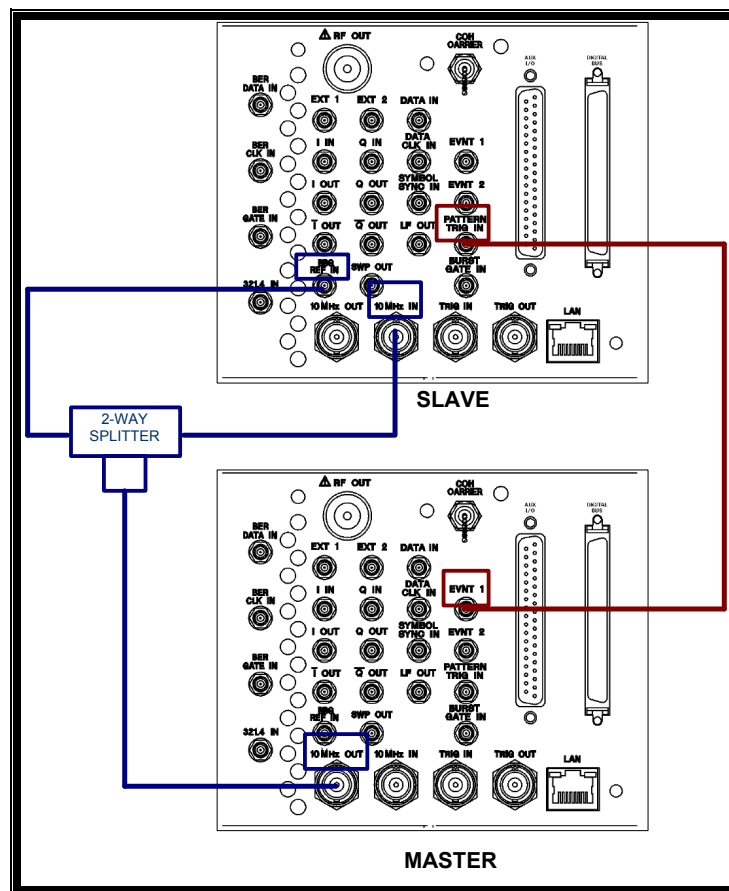 ⚠ RF OUT
COH
CARRIER
AUX
I/O
DIGITAL
BUS
BER
DATA IN
EXT 1
EXT 2
DATA IN
BER
CLK IN
I IN
Q IN
DATA
CLK IN
EVNT 1
I OUT
Q OUT
SYMBOL
SYNC IN
EVNT 2
BER
GATE IN
I̅ OUT
Q̅ OUT
LF OUT
PATTERN
TRIG IN
321.4 IN
REF IN
SWP OUT
BURST
GATE IN
10 MHz OUT
10 MHz IN
TRIG IN
TRIG OUT
LAN
SLAVE
2-WAY
SPLITTER
⚠ RF OUT
COH
CARRIER
AUX
I/O
DIGITAL
BUS
BER
DATA IN
EXT 1
EXT 2
DATA IN
BER
CLK IN
I IN
Q IN
DATA
CLK IN
EVNT 1
I OUT
Q OUT
SYMBOL
SYNC IN
EVNT 2
BER
GATE IN
I̅ OUT
Q̅ OUT
LF OUT
PATTERN
TRIG IN
321.4 IN
REF IN
SWP OUT
BURST
GATE IN
10 MHz OUT
10 MHz IN
TRIG IN
TRIG OUT
LAN
MASTER